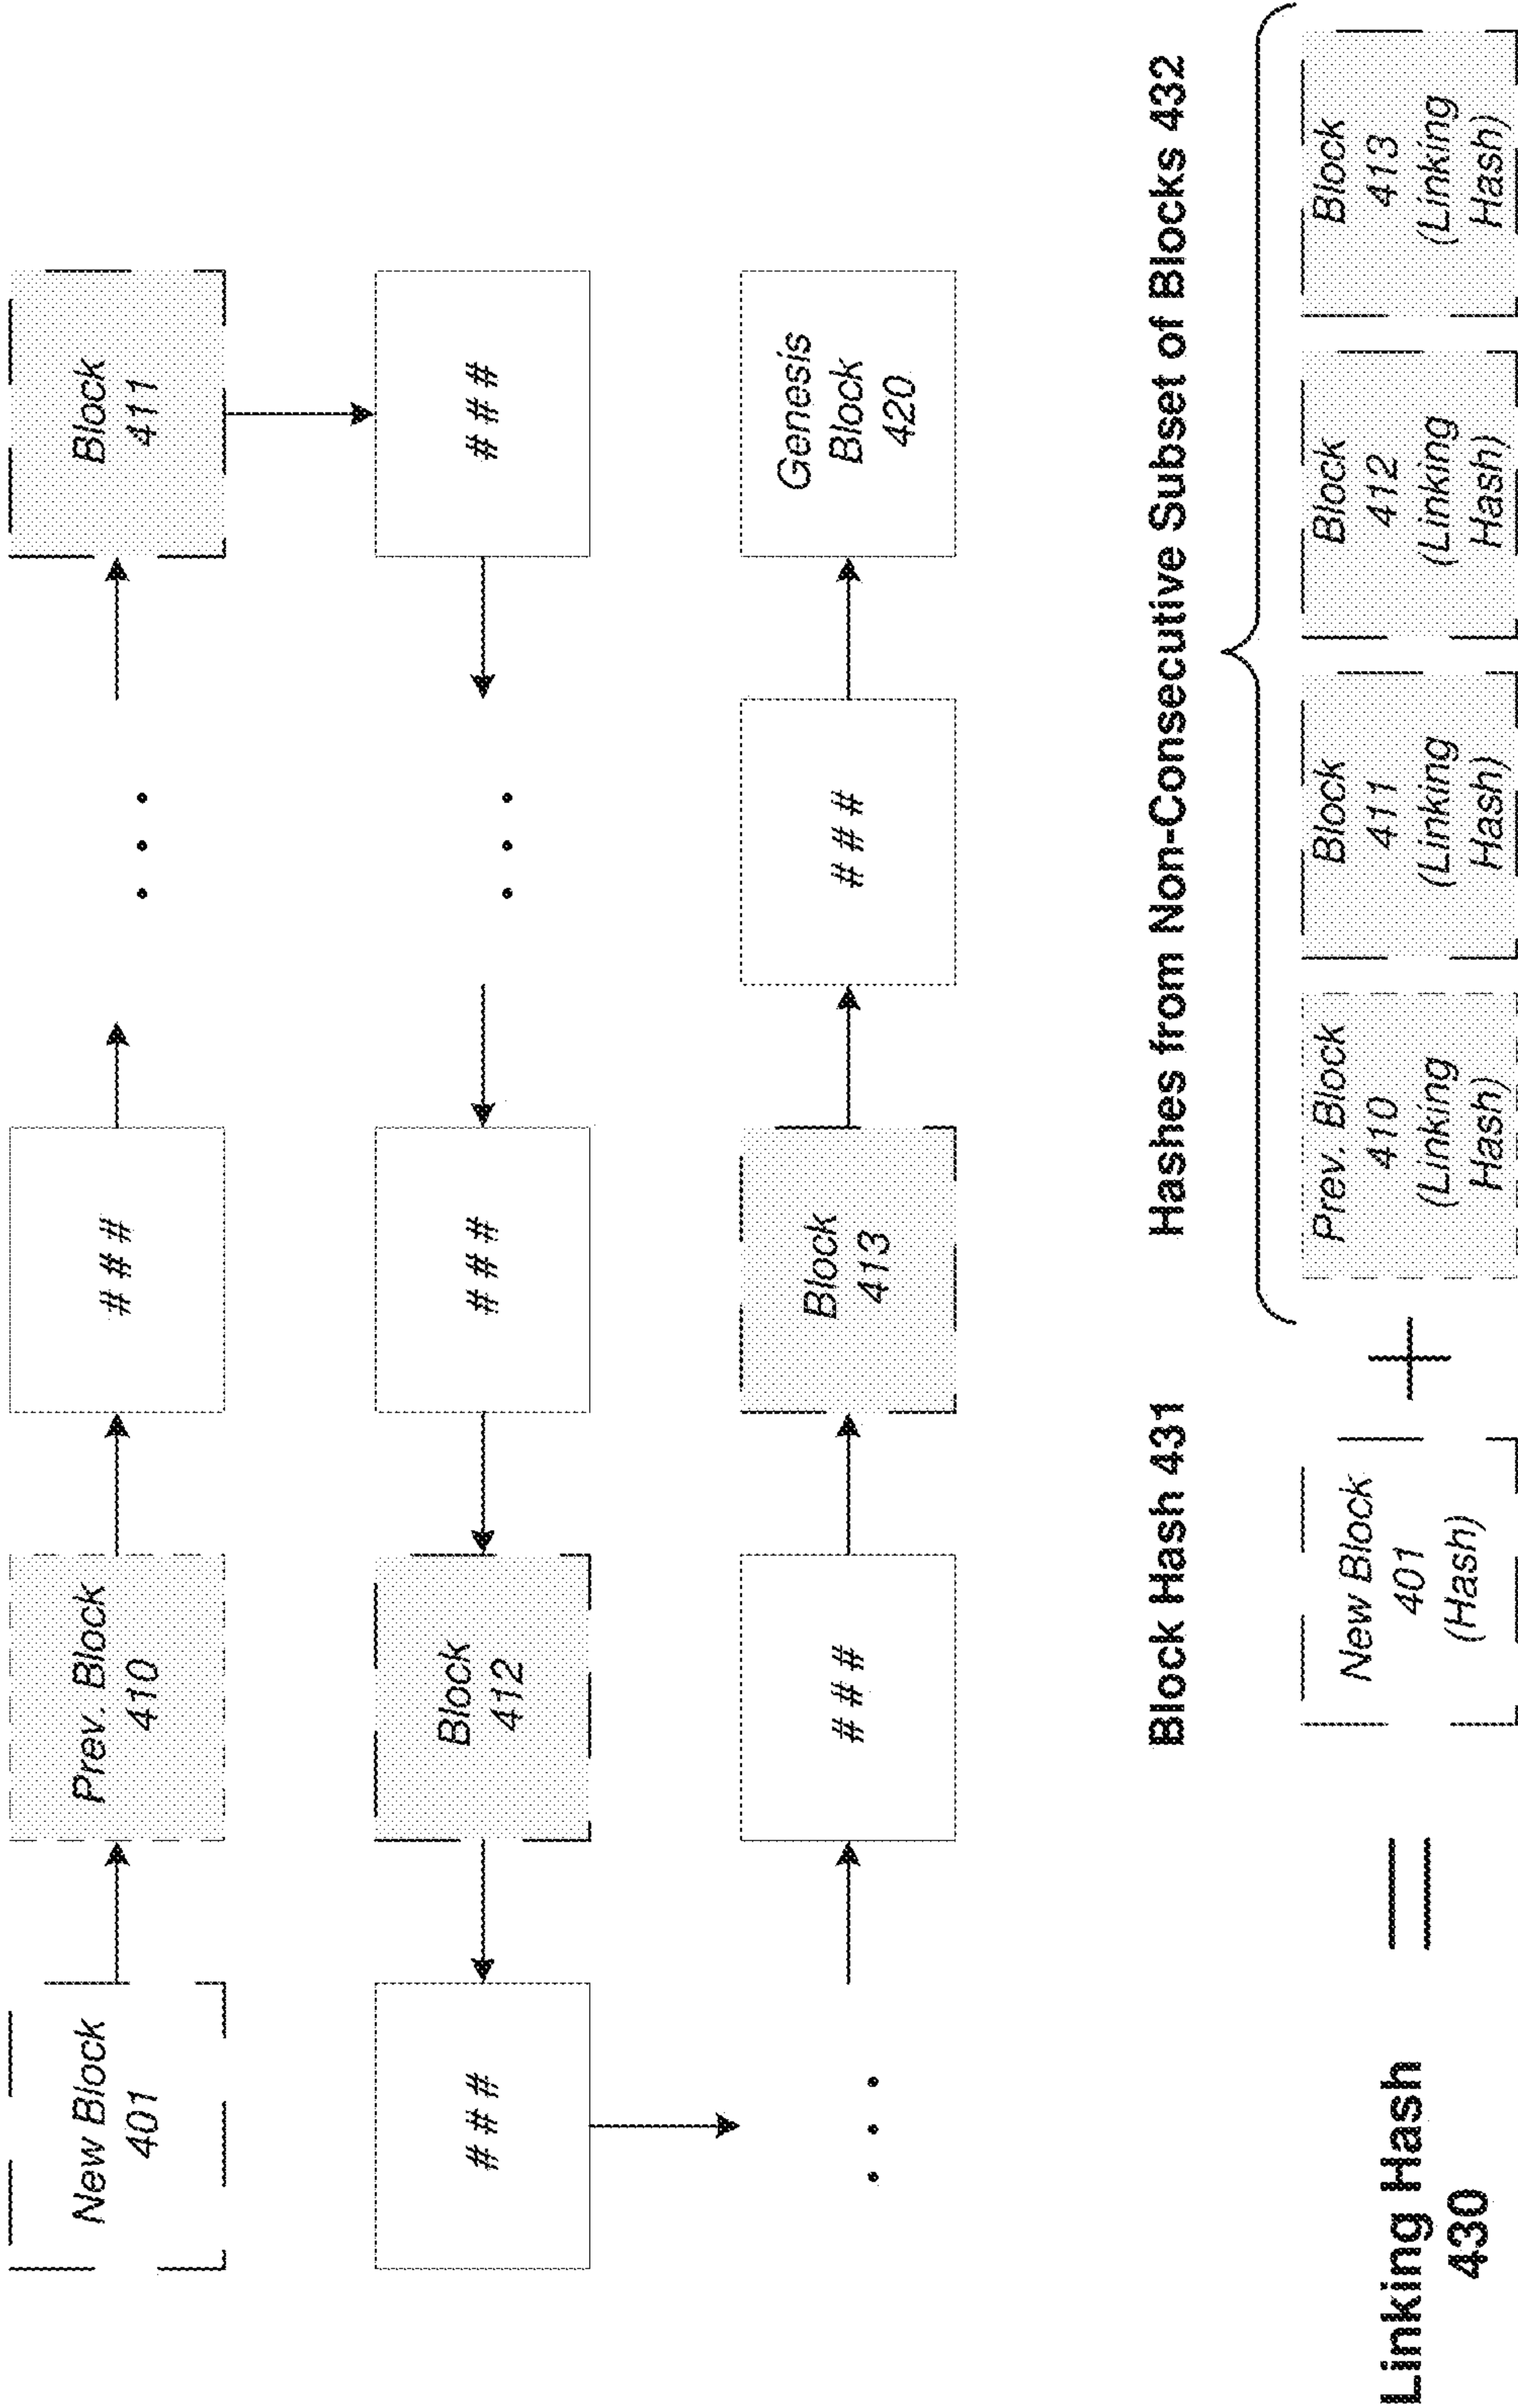 New Block
401
Prev. Block
410
# # #
• • •
Block
411
# # #
Block
412
# # #
• • •
# # #
• • •
# # #
Block
413
# # #
Genesis
Block
420
Block Hash 431
Hashes from Non-Consecutive Subset of Blocks 432
Linking Hash
430
=
New Block
401
(Hash)
+
Prev. Block
410
(Linking
Hash)
Block
411
(Linking
Hash)
Block
412
(Linking
Hash)
Block
413
(Linking
Hash)